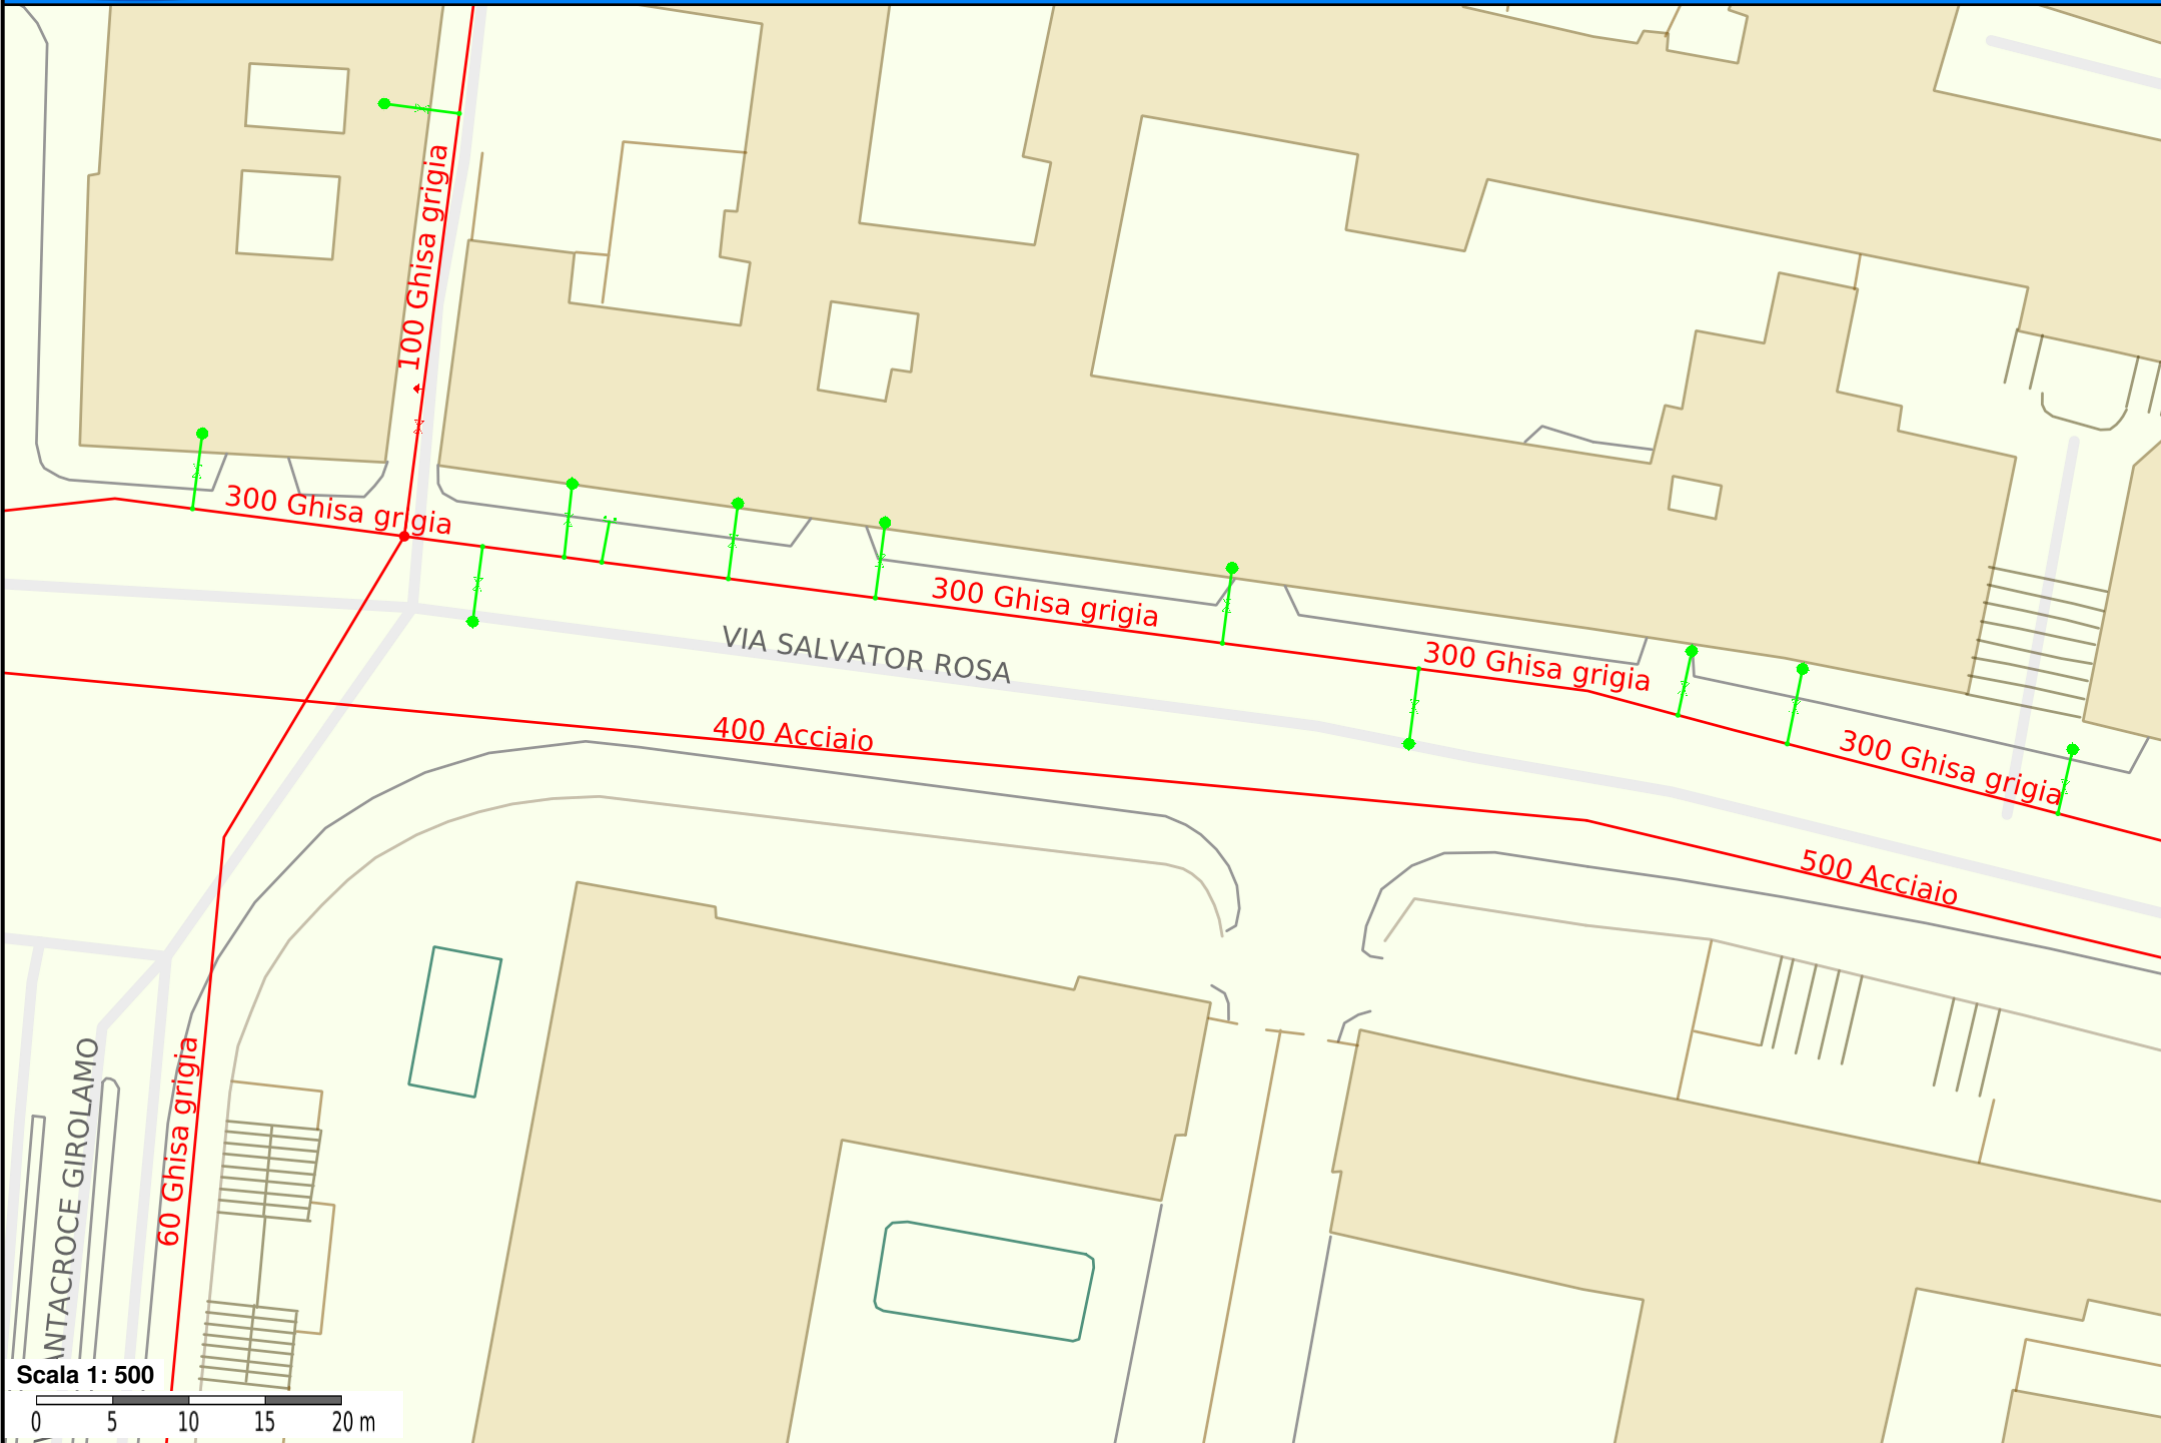 100 Ghisa grigia
300 Ghisa grigia
300 Ghisa grigia
VIA SALVATOR ROSA
300 Ghisa grigia
400 Acciaio
300 Ghisa grigia
500 Acciaio
60 Ghisa grigia
ANTACROCE GIROLAMO
Scala 1: 500
0 5 10 15 20 m